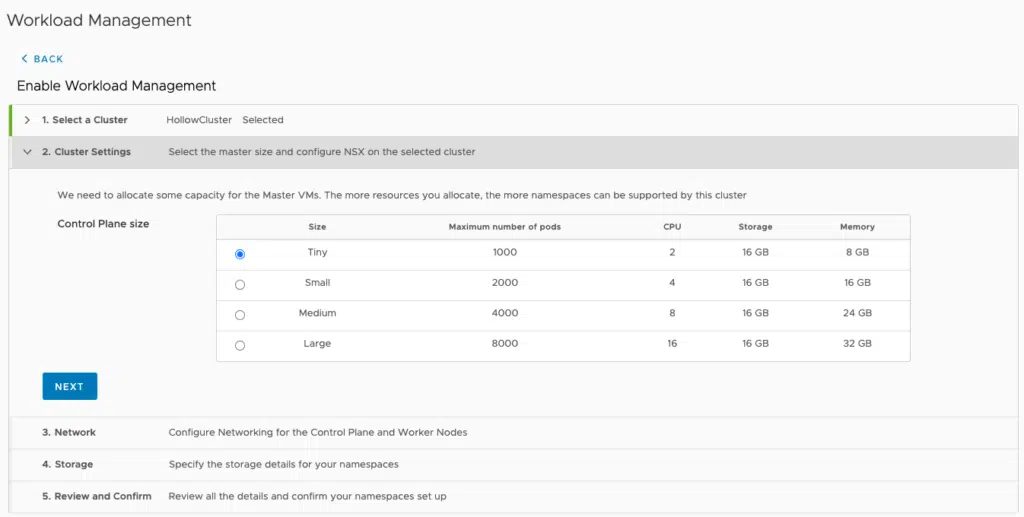 Workload Management
BACK
Enable Workload Management
1. Select a Cluster HollowCluster Selected
2. Cluster Settings Select the master size and configure NSX on the selected cluster
We need to allocate some capacity for the Master VMs. The more resources you allocate, the more namespaces can be supported by this cluster
Control Plane size
Size Maximum number of pods CPU Storage Memory
Tiny 1000 2 16 GB 8 GB
Small 2000 4 16 GB 16 GB
Medium 4000 8 16 GB 24 GB
Large 8000 16 16 GB 32 GB
NEXT
3. Network Configure Networking for the Control Plane and Worker Nodes
4. Storage Specify the storage details for your namespaces
5. Review and Confirm Review all the details and confirm your namespaces set up